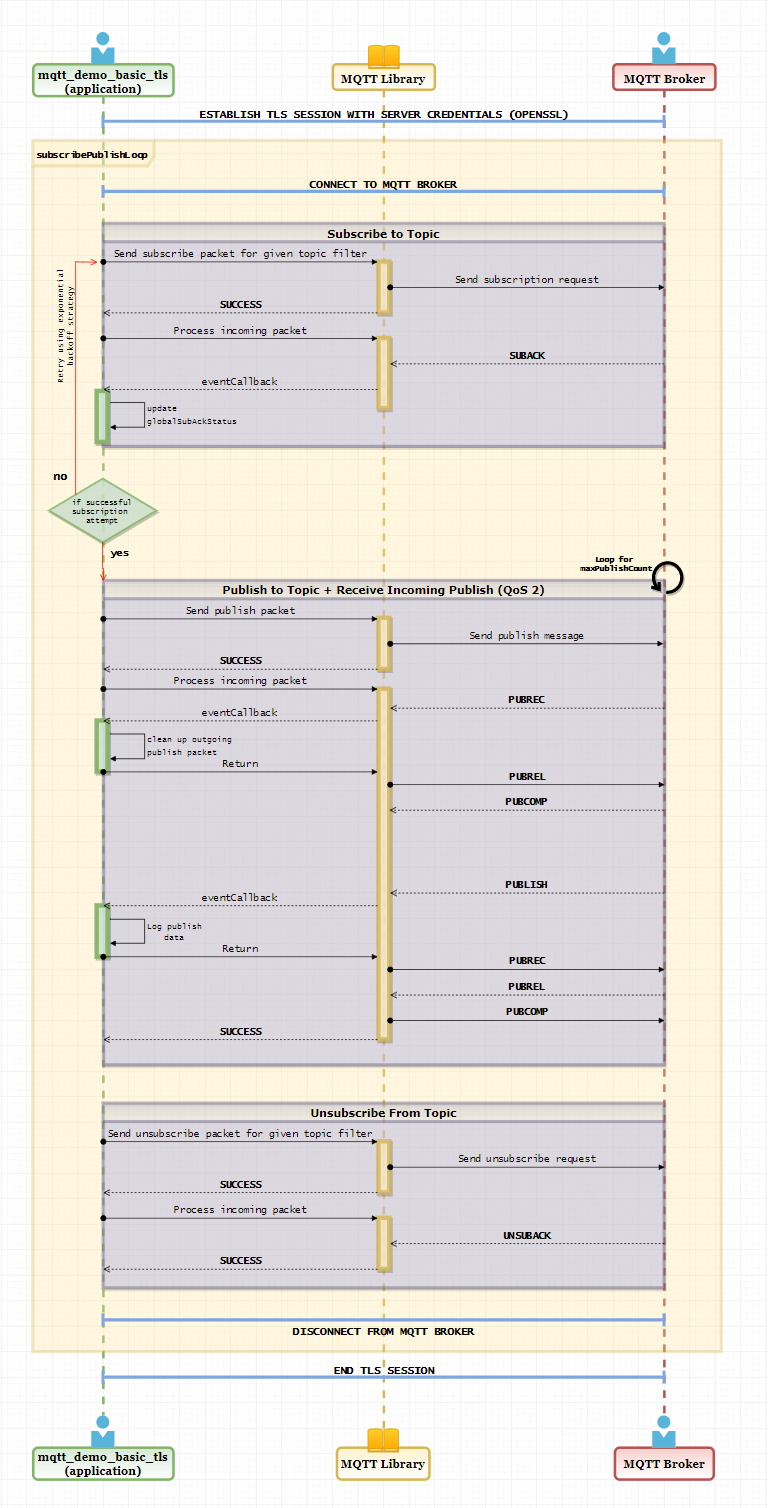 mqtt_demo_basic_tls
(application)
MQTT Library
MQTT Broker
ESTABLISH TLS SESSION WITH SERVER CREDENTIALS (OPENSSL)
subscribePublishLoop
CONNECT TO MQTT BROKER
Subscribe to Topic
Send subscribe packet for given topic filter
Send subscription request
SUCCESS
Process incoming packet
SUBACK
eventCallback
update
globalSubAckStatus
Retry using exponential
backoff strategy
no
if successful
subscription
attempt
yes
Loop for
maxPublishCount
Publish to Topic + Receive Incoming Publish (QoS 2)
Send publish packet
Send publish message
SUCCESS
Process incoming packet
PUBREC
eventCallback
clean up outgoing
publish packet
Return
PUBREL
PUBCOMP
PUBLISH
eventCallback
Log publish
data
Return
PUBREC
PUBREL
PUBCOMP
SUCCESS
Unsubscribe From Topic
Send unsubscribe packet for given topic filter
Send unsubscribe request
SUCCESS
Process incoming packet
UNSUBACK
SUCCESS
DISCONNECT FROM MQTT BROKER
END TLS SESSION
mqtt_demo_basic_tls
(application)
MQTT Library
MQTT Broker